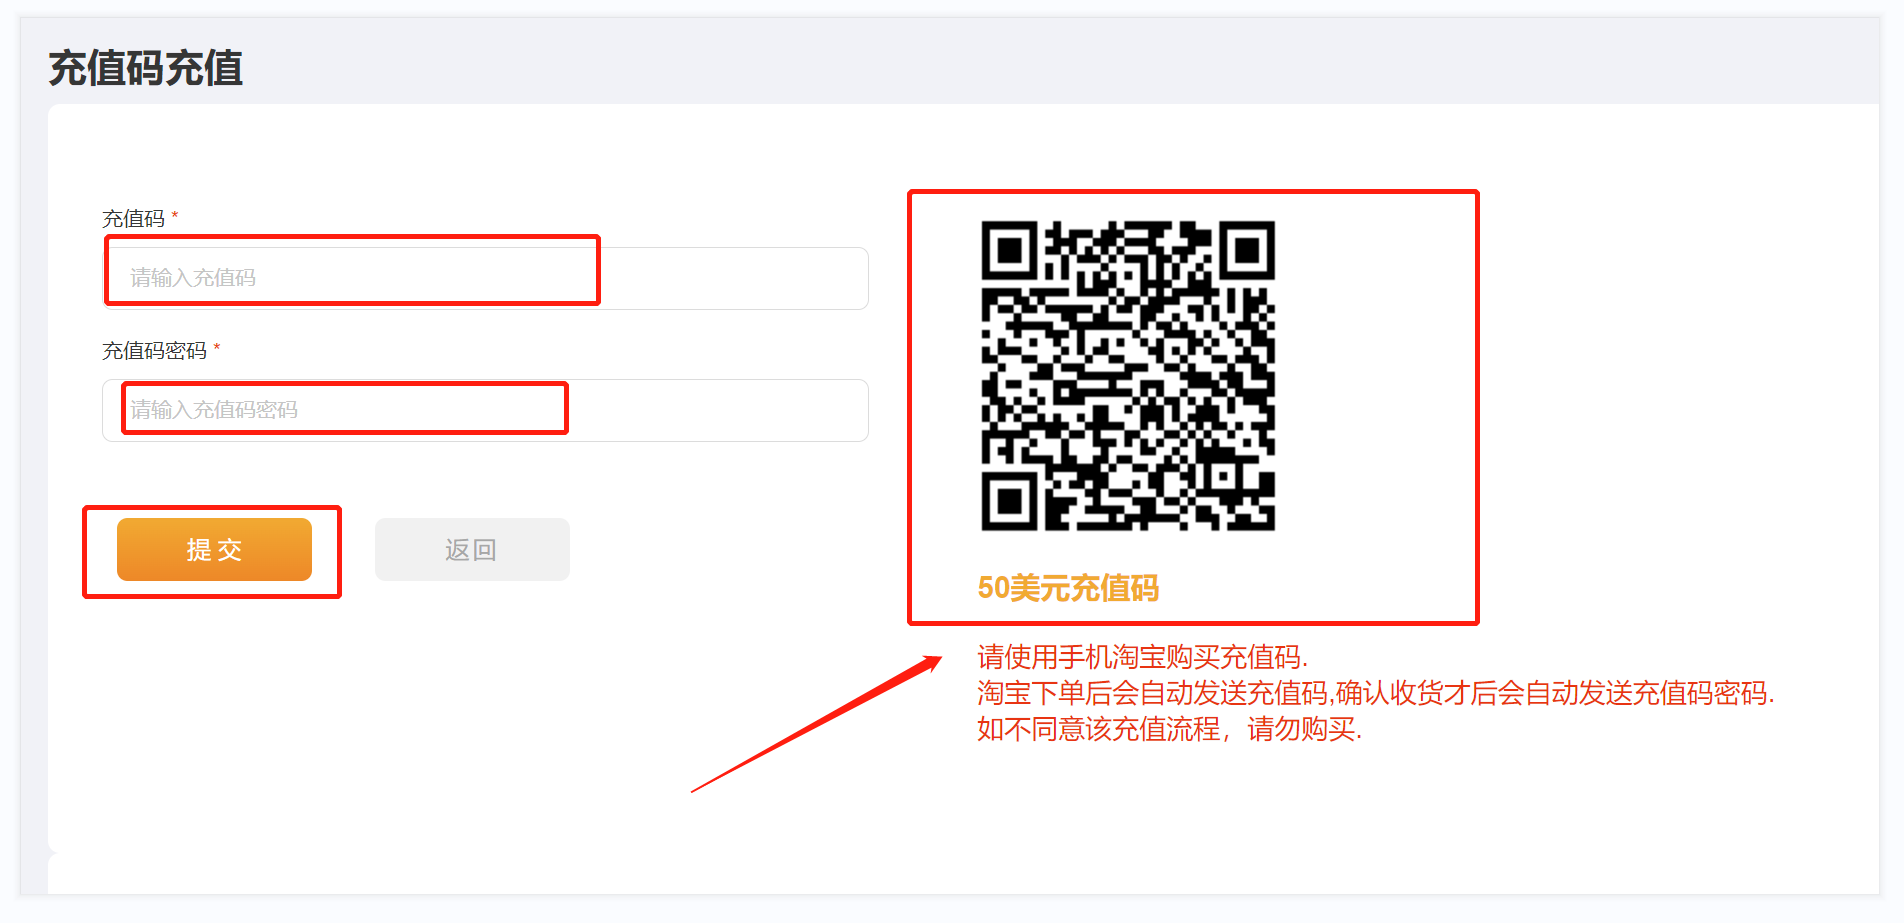 充值码充值
充值码 *
请输入充值码
充值码密码 *
请输入充值码密码
提交
返回
50美元充值码
请使用手机淘宝购买充值码.
淘宝下单后会自动发送充值码,确认收货才后会自动发送充值码密码.
如不同意该充值流程，请勿购买.